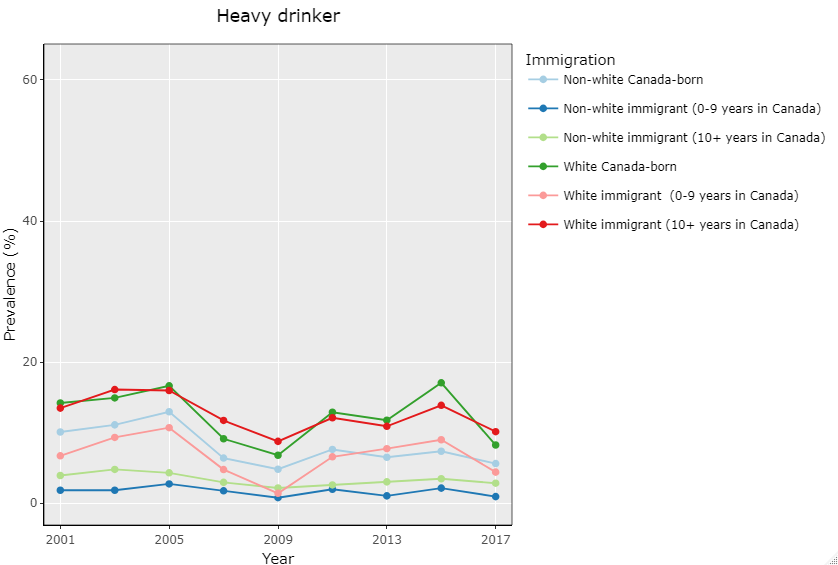 Heavy drinker
Prevalence (%)
60
40
20
0
2001
2005
2009
2013
2017
Year
Immigration
Non-white Canada-born
Non-white immigrant (0-9 years in Canada)
Non-white immigrant (10+ years in Canada)
White Canada-born
White immigrant  (0-9 years in Canada)
White immigrant (10+ years in Canada)